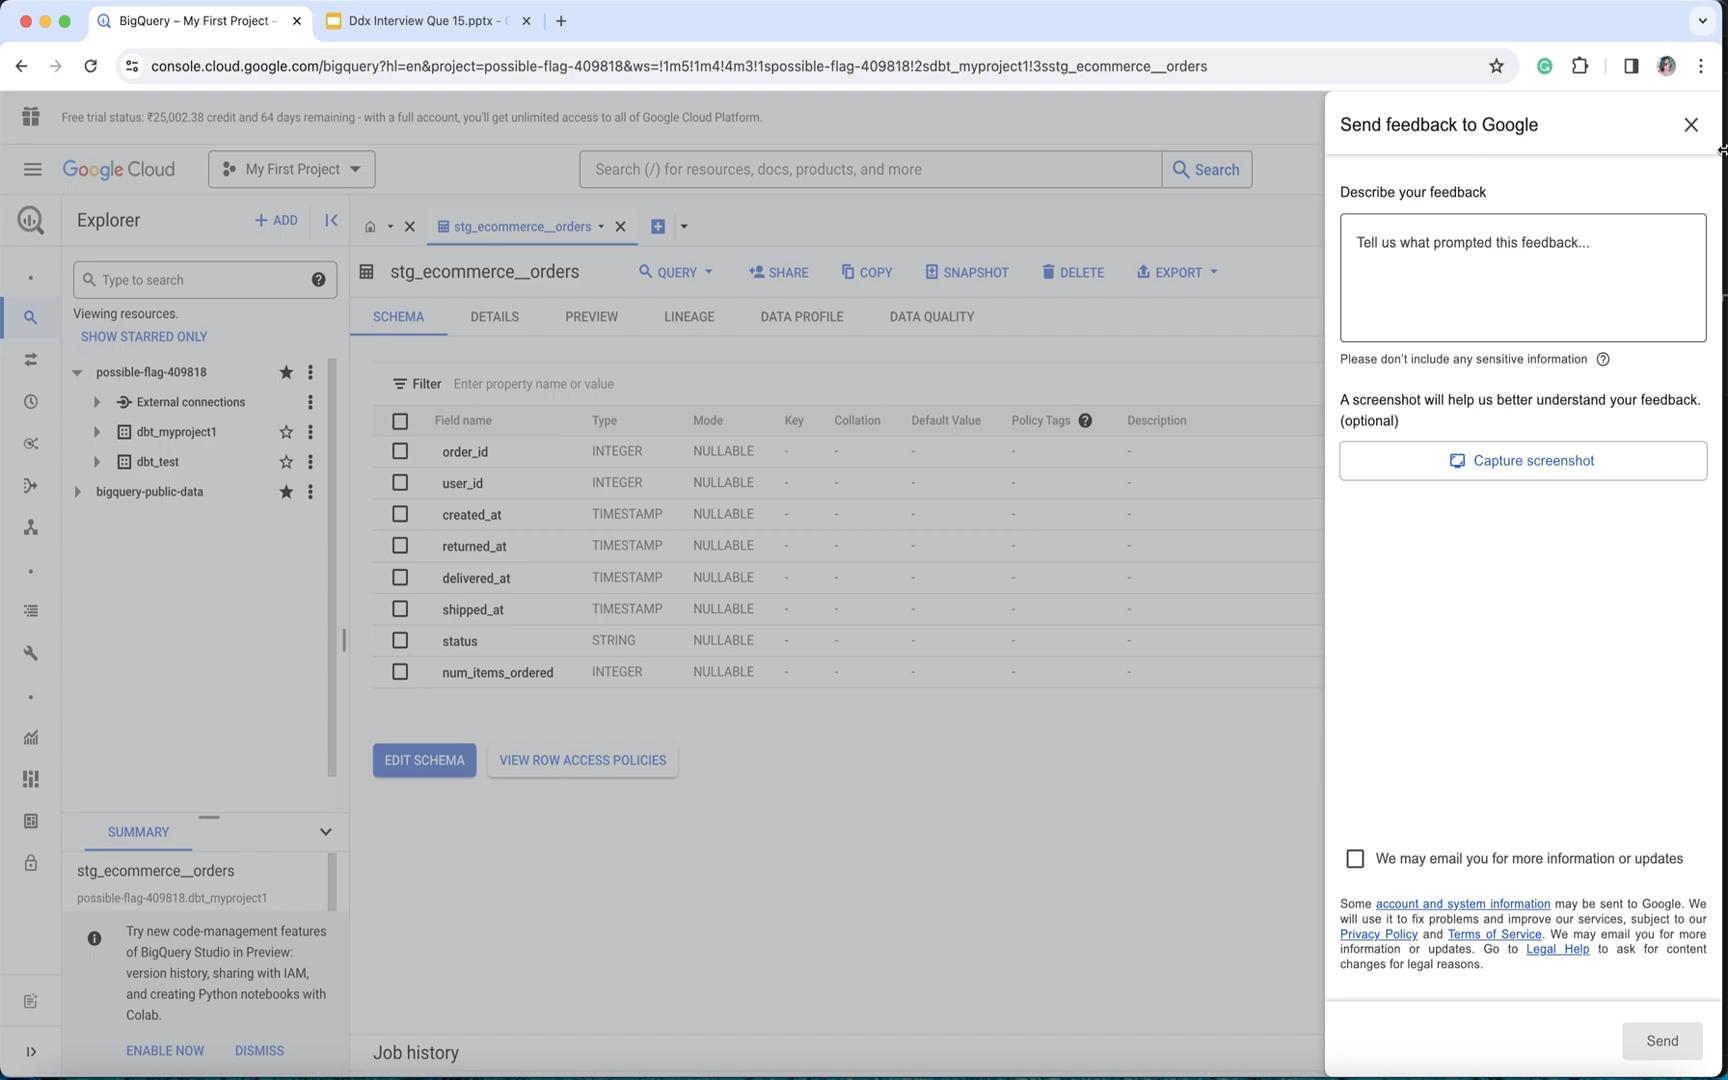 BigQuery – My First Project -
Ddx Interview Que 15.pptx -
console.cloud.google.com/bigquery?hl=en&project=possible-flag-409818&ws=!1m5!1m4!4m3!1spossible-flag-409818!2sdbt_myproject1!3sstg_ecommerce__orders
Free trial status: ₹25,002.38 credit and 64 days remaining - with a full account, you'll get unlimited access to all of Google Cloud Platform.
Google Cloud
My First Project
Search (/) for resources, docs, products, and more
Search
Explorer
+ ADD
Type to search
Viewing resources.
SHOW STARRED ONLY
possible-flag-409818
External connections
dbt_myproject1
dbt_test
bigquery-public-data
SUMMARY
stg_ecommerce__orders
possible-flag-409818.dbt_myproject1
Try new code-management features
of BigQuery Studio in Preview:
version history, sharing with IAM,
and creating Python notebooks with
Colab.
ENABLE NOW DISMISS
stg_ecommerce__orders
stg_ecommerce__orders
QUERY SHARE COPY SNAPSHOT DELETE EXPORT
SCHEMA DETAILS PREVIEW LINEAGE DATA PROFILE DATA QUALITY
Filter Enter property name or value
Field name Type Mode Key Collation Default Value Policy Tags Description
order_id INTEGER NULLABLE - - - - -
user_id INTEGER NULLABLE - - - - -
created_at TIMESTAMP NULLABLE - - - - -
returned_at TIMESTAMP NULLABLE - - - - -
delivered_at TIMESTAMP NULLABLE - - - - -
shipped_at TIMESTAMP NULLABLE - - - - -
status STRING NULLABLE - - - - -
num_items_ordered INTEGER NULLABLE - - - - -
EDIT SCHEMA VIEW ROW ACCESS POLICIES
Job history
Send feedback to Google
Describe your feedback
Tell us what prompted this feedback...
Please don't include any sensitive information
A screenshot will help us better understand your feedback.
(optional)
Capture screenshot
We may email you for more information or updates
Some account and system information may be sent to Google. We
will use it to fix problems and improve our services, subject to our
Privacy Policy and Terms of Service. We may email you for more
information or updates. Go to Legal Help to ask for content
changes for legal reasons.
Send